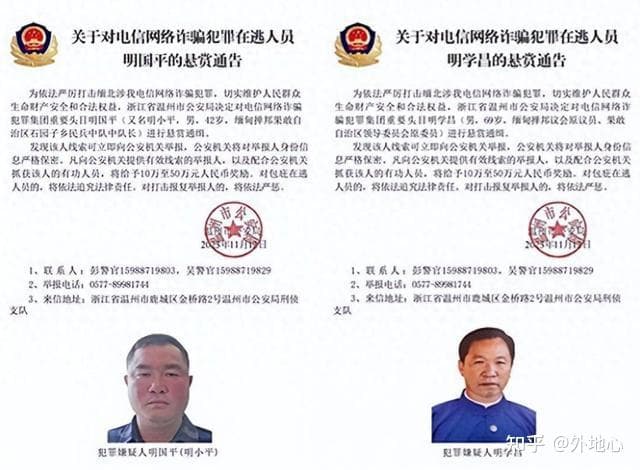 关于对电信网络诈骗犯罪在逃人员
明国平的悬赏通告
为依法严厉打击缅北涉我电信网络诈骗犯罪，切实维护人民群众
生命财产安全和合法权益，浙江省温州市公安局决定对电信网络诈骗
犯罪集团重要头目明国平（又名明小平，男，42岁，缅甸掸邦果敢自治
区石园子乡民兵中队中队长）进行悬赏通缉。
发现该人线索可立即向公安机关举报，公安机关将对举报人身份信
息严格保密。凡向公安机关提供有效线索的举报人，以及配合公安机关
抓获该人的有功人员，将给予10万至50万元人民币奖励。对包庇在逃
人员的，将依法追究法律责任。对打击报复举报人的，将依法严惩。
2023年11月12日
1、联系人：彭警官15988719803，吴警官15988719829
2、举报电话：0577-89981744
3、来信地址：浙江省温州市鹿城区金桥路2号温州市公安局刑侦
支队
犯罪嫌疑人明国平(明小平)
关于对电信网络诈骗犯罪在逃人员
明学昌的悬赏通告
为依法严厉打击缅北涉我电信网络诈骗犯罪，切实维护人民群众
生命财产安全和合法权益，浙江省温州市公安局决定对电信网络诈骗
犯罪集团重要头目明学昌（男，69岁，缅甸掸邦议会原议员、果敢
自治区领导委员会原委员）进行悬赏通缉。
发现该人线索可立即向公安机关举报，公安机关将对举报人身份信
息严格保密。凡向公安机关提供有效线索的举报人，以及配合公安机关
抓获该人的有功人员，将给予10万至50万元人民币奖励。对包庇在逃
人员的，将依法追究法律责任。对打击报复举报人的，将依法严惩。
2023年11月12日
1、联系人：彭警官15988719803，吴警官15988719829
2、举报电话：0577-89981744
3、来信地址：浙江省温州市鹿城区金桥路2号温州市公安局刑侦
支队
犯罪嫌疑人明学昌
知乎 @外地心